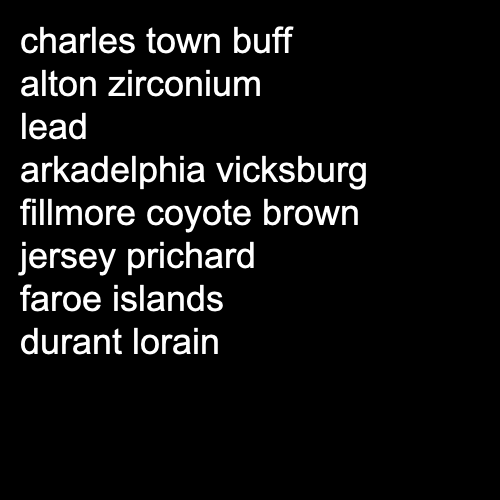 charles town buff
alton zirconium
lead
arkadelphia vicksburg
fillmore coyote brown
jersey prichard
faroe islands
durant lorain